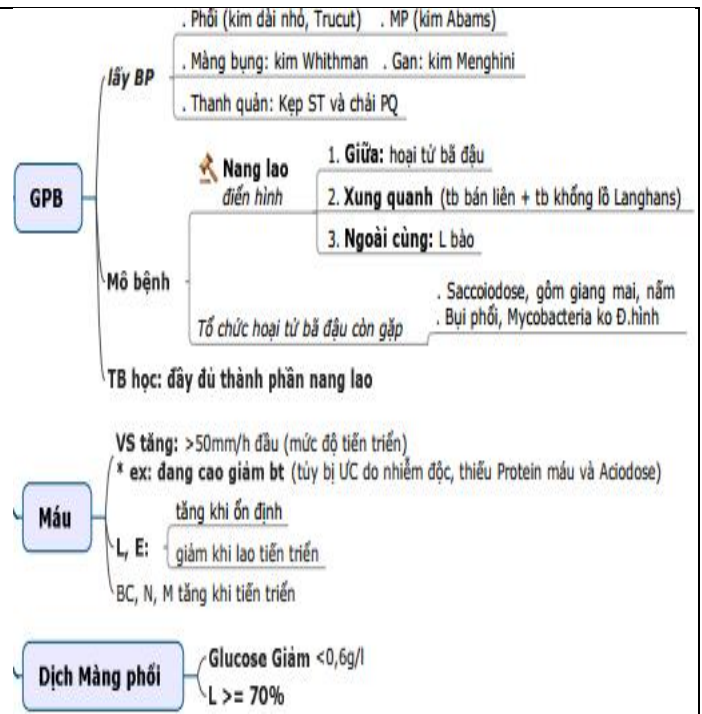 . Phổi (kim dài nhỏ, Trucut) . MP (kim Abams)
lấy BP
. Màng bụng: kim Whithman . Gan: kim Menghini
. Thanh quản: Kẹp ST và chải PQ
GPB
Nang lao
điển hình
1. Giữa: hoại tử bã đậu
2. Xung quanh (tb bán liên + tb khổng lồ Langhans)
3. Ngoài cùng: L bào
Mô bệnh
Tổ chức hoại tử bã đậu còn gặp
. Saccoiodose, gôm giang mai, nấm
. Bụi phổi, Mycobacteria ko Đ.hình
TB học: đầy đủ thành phần nang lao
Máu
VS tăng: >50mm/h đầu (mức độ tiến triển)
* ex: đang cao giảm bt (tủy bị ƯC do nhiễm độc, thiếu Protein máu và Aciodose)
L, E:
tăng khi ổn định
giảm khi lao tiến triển
BC, N, M tăng khi tiến triển
Dịch Màng phổi
Glucose Giảm <0,6g/l
L >= 70%